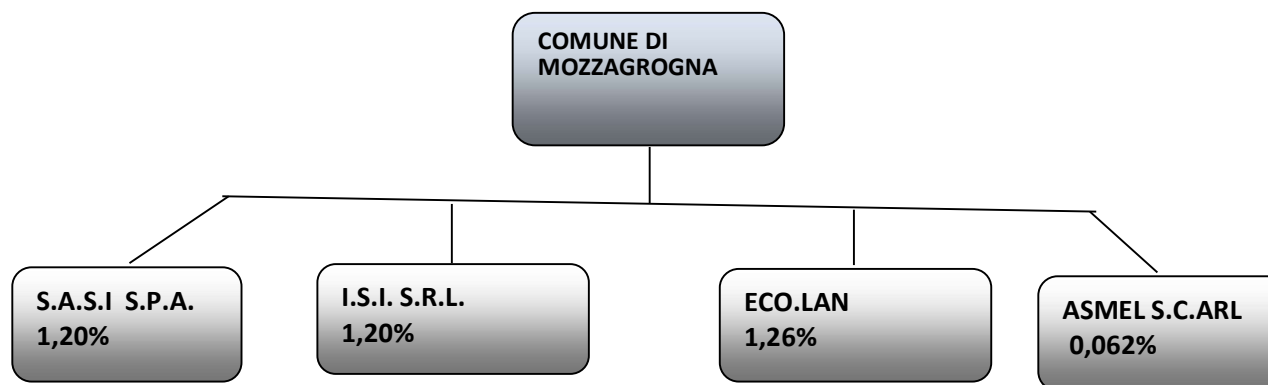 COMUNE DI
MOZZAGROGNA
S.A.S.I S.P.A.
1,20%
I.S.I. S.R.L.
1,20%
ECO.LAN
1,26%
ASMEL S.C.ARL
0,062%